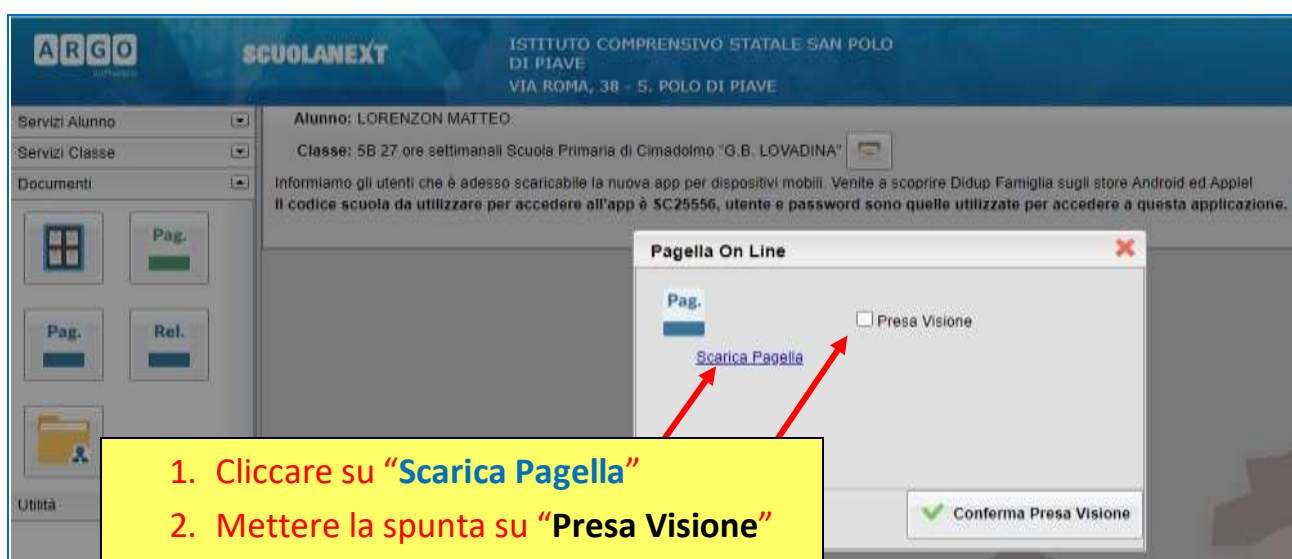 ARGO
software
SCUOLANEXT
ISTITUTO COMPRENSIVO STATALE SAN POLO
DI PIAVE
VIA ROMA, 38 - S. POLO DI PIAVE
Servizi Alunno
Servizi Classe
Documenti
Pag.
Pag.
Rel.
Utilità
Alunno: LORENZON MATTEO
Classe: 5B 27 ore settimanali Scuola Primaria di Cimadolmo "G.B. LOVADINA"
Informiamo gli utenti che è adesso scaricabile la nuova app per dispositivi mobili. Venite a scoprire Didup Famiglia sugli store Android ed Apple!
Il codice scuola da utilizzare per accedere all'app è SC25556, utente e password sono quelle utilizzate per accedere a questa applicazione.
Pagella On Line
Pag.
Presa Visione
Scarica Pagella
Conferma Presa Visione
1. Cliccare su “Scarica Pagella”
2. Mettere la spunta su “Presa Visione”